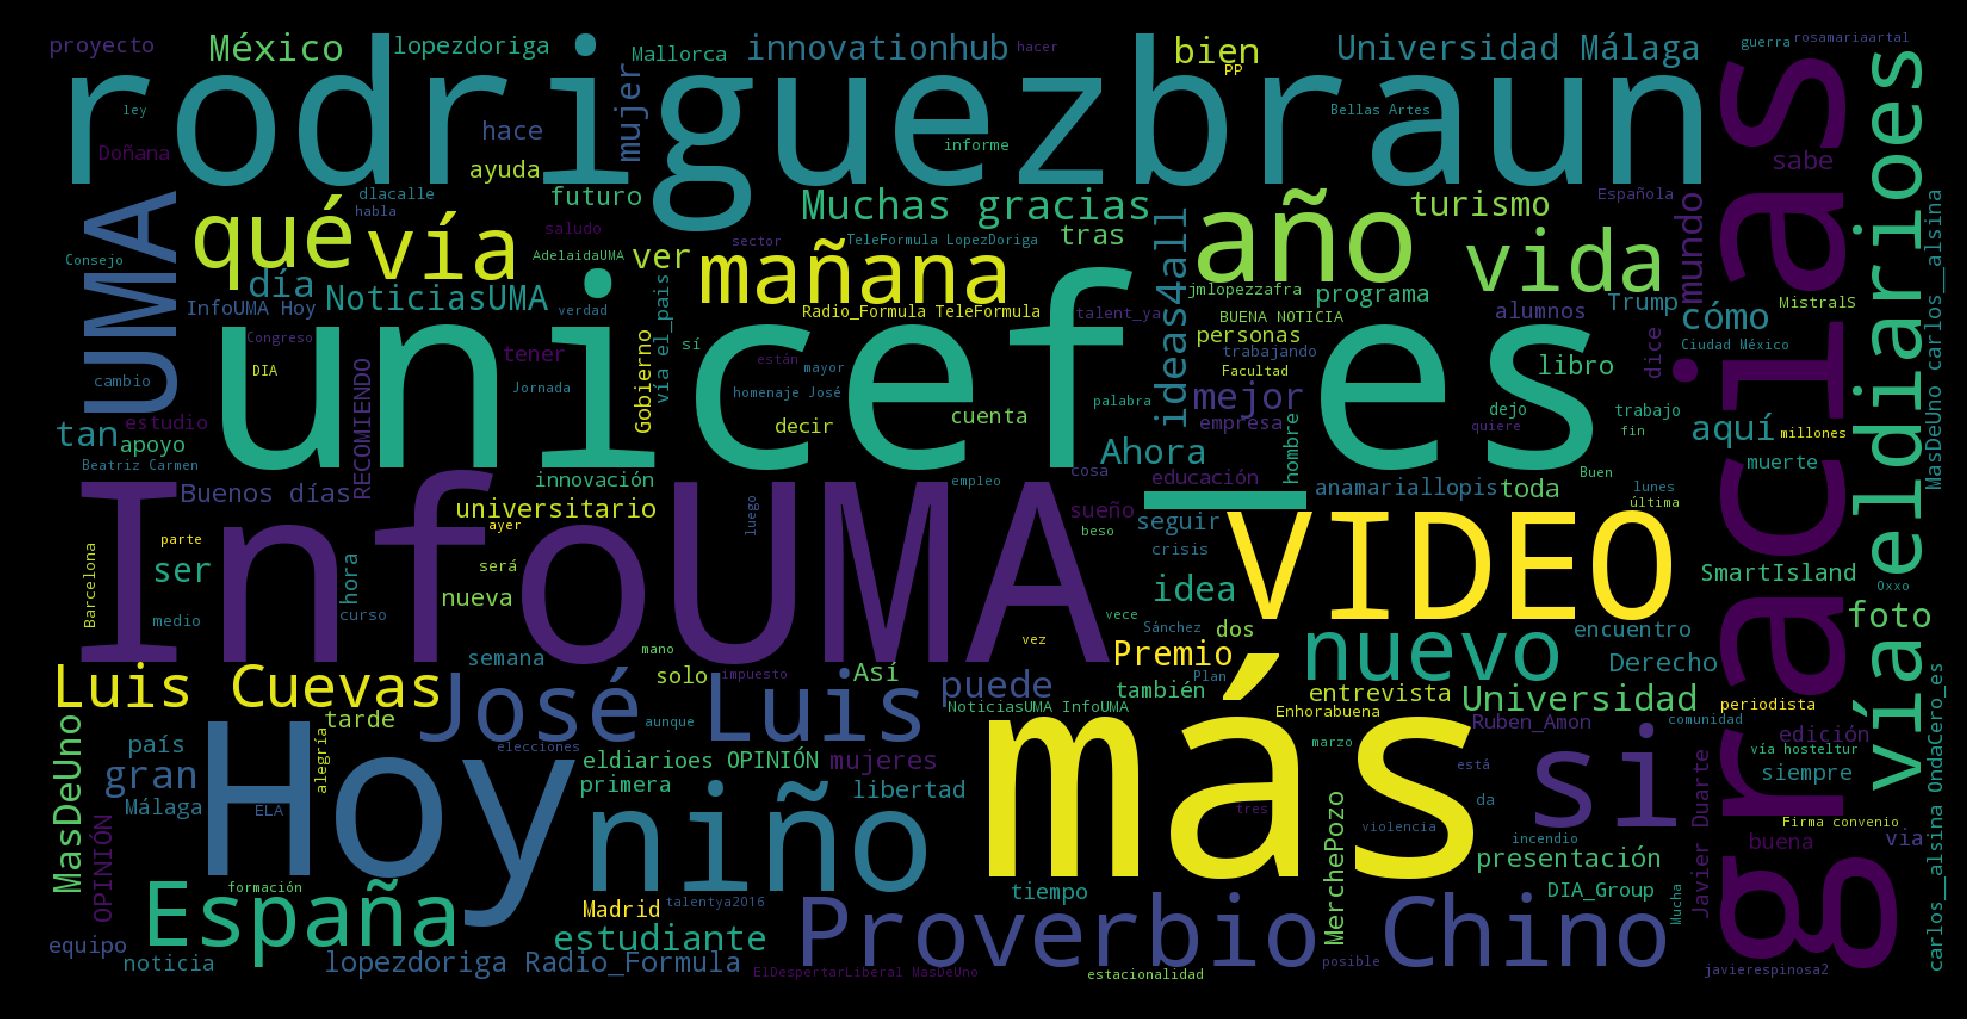 proyecto
México
lopezdoriga
Mallorca
innovationhub
hacer
bien
PP
Universidad Málaga
guerra
rosamariaartal
rodriguezbraun
ley
Doñana
hace
mujer
ayuda
informe
Bellas Artes
gracias
sabe
vía eldiarioes
MasDeUno carlos__alsina
UMA
qué
vía
dlacalle
habla
futuro
saludo
Muchas gracias
tras
ideas4all
año
turismo
Española
vida
mundo
Consejo
día
NoticiasUMA
AdelaidaUMA
ver
sector
TeleFormula LopezDoriga
mañana
jmlopezzafra
programa
alumnos
Trump
cómo
MistralS
InfoUMA Hoy
verdad
vía el_pais
Radio_Formula TeleFormula
talent_ya
BUENA NOTICIA
personas
Congreso
unicef_es
tener
Gobierno
sí
están
mayor
trabajando
Facultad
libro
dice
Ciudad México
cambio
DIA
Jornada
homenaje José
palabra
mejor
dejo
trabajo
tan
estudio
apoyo
RECOMIENDO
decir
cuenta
Ahora
empresa
hombre
quiere
fin
aquí
millones
Beatriz Carmen
Buenos días
innovación
empleo
cosa
educación
anamariallopis
toda
Buen
lunes
última
muerte
InfoUMA
universitario
ayer
luego
sueño
beso
seguir
crisis
VIDEO
Barcelona
parte
ser
hora
será
nueva
idea
SmartIsland
Oxxo
medio
curso
vece
Sánchez
dos
encuentro
foto
semana
mano
vez
Premio
nuevo
Derecho
Luis Cuevas
José Luis
solo
impuesto
Así
puede
Plan
también
entrevista
Universidad
periodista
carlos__alsina OndaCero_es
MasDeUno
tarde
aunque
NoticiasUMA InfoUMA
Enhorabuena
Ruben_Amon
comunidad
edición
país
gran
alegría
elecciones
eldiarioes OPINIÓN
mujeres
más
marzo
si
vía hosteltur
siempre
Málaga
Hoy
ELA
primera
niño
libertad
está
tres
da
Javier Duarte
OPINIÓN
violencia
incendio
Firma convenio
buena
via
MerchePozo
presentación
España
formación
Madrid
talentya2016
tiempo
DIA_Group
Mucha
equipo
noticia
estudiante
Proverbio Chino
lopezdoriga Radio_Formula
ElDespertarLiberal MasDeUno
estacionalidad
posible
javierespinosa2